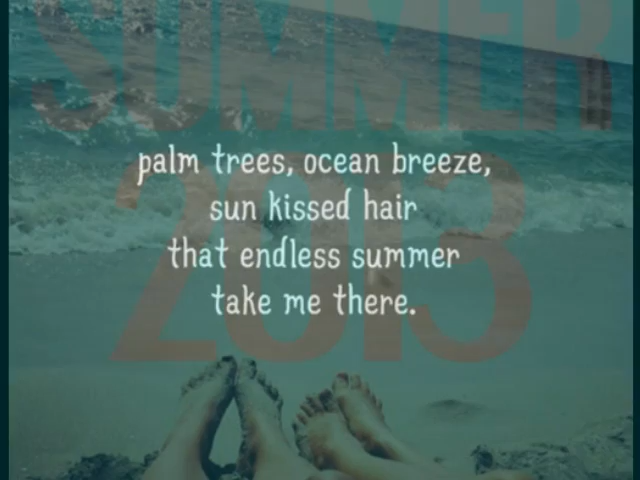 SUMMER
2013
palm trees, ocean breeze,
sun kissed hair
that endless summer
take me there.